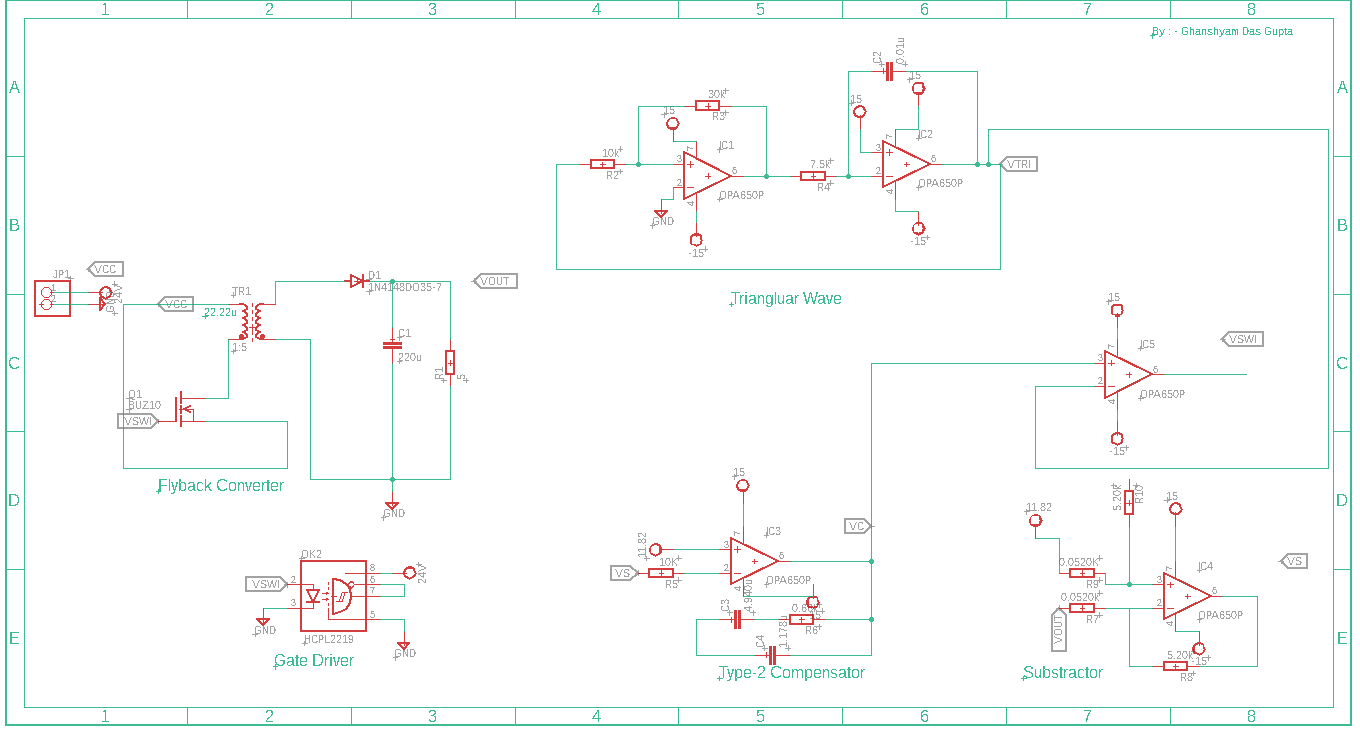 1 2 3 4 5 6 7 8
By : - Ghanshyam Das Gupta
A A
B B
C C
D D
E E
C2
0.01u
15
15
15
30k
R3
IC1
IC2
10k
R2
3
2
7
4
6
OPA650P
GND
-15
7.5k
R4
3
2
7
4
6
OPA650P
-15
VTRI
Triangluar Wave
JP1
1
2
VCC
24V
VCC
TR1
22.22u
1:5
D1
1N4148DO35-7
VOUT
C1
220u
R1
5
Q1
BUZ10
VSWI
GND
Flyback Converter
15
IC5
3
2
7
4
6
OPA650P
-15
VSWI
OK2
VSWI
2
3
8
6
7
5
24V
GND
GND
HCPL2219
Gate Driver
15
IC3
11.82
VS
10K
R5
3
2
7
4
6
OPA650P
VC
C3
R6
C4
1.178u
Type-2 Compensator
5.20k
R10
15
11.82
IC4
VS
0.0520K
R9
0.0520K
R7
VOUT
3
2
7
4
6
OPA650P
-15
5.20K
R8
Substractor
1 2 3 4 5 6 7 8